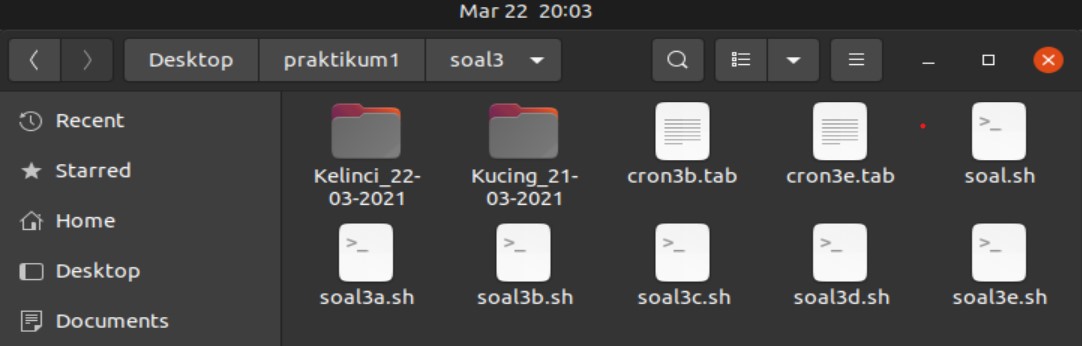 Mar 22 20:03
Desktop praktikum1 soal3
Recent
Starred
Home
Desktop
Documents
Kelinci_22-
03-2021
Kucing_21-
03-2021
cron3b.tab
cron3e.tab
soal.sh
soal3a.sh
soal3b.sh
soal3c.sh
soal3d.sh
soal3e.sh